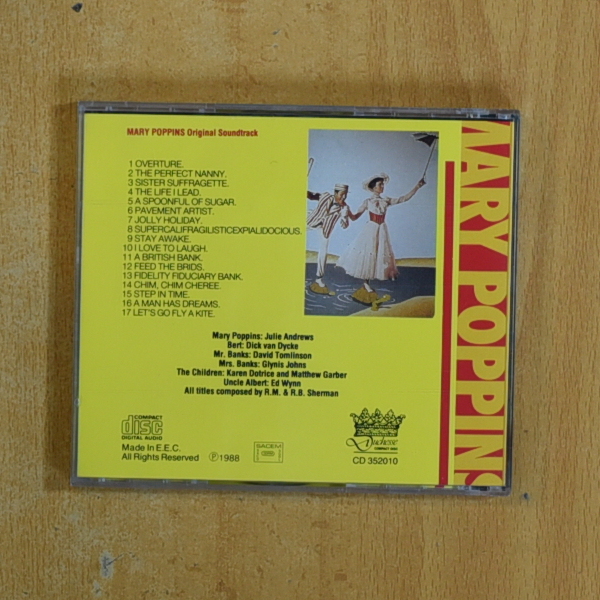 MARY POPPINS Original Soundtrack
1 OVERTURE.
2 THE PERFECT NANNY.
3 SISTER SUFFRAGETTE.
4 THE LIFE I LEAD.
5 A SPOONFUL OF SUGAR.
6 PAVEMENT ARTIST.
7 JOLLY HOLIDAY.
8 SUPERCALIFRAGILISTICEXPIALIDOCIOUS.
9 STAY AWAKE.
10 I LOVE TO LAUGH.
11 A BRITISH BANK.
12 FEED THE BRIDS.
13 FIDELITY FIDUCIARY BANK.
14 CHIM, CHIM CHEREE.
15 STEP IN TIME.
16 A MAN HAS DREAMS.
17 LET'S GO FLY A KITE.
Mary Poppins: Julie Andrews
Bert: Dick van Dycke
Mr. Banks: David Tomlinson
Mrs. Banks: Glynis Johns
The Children: Karen Dotrice and Matthew Garber
Uncle Albert: Ed Wynn
All titles composed by R.M. & R.B. Sherman
COMPACT
disc
DIGITAL AUDIO
Made In E.E.C.
All Rights Reserved ℗ 1988
SACEM
Duchesse
COMPACT DISC
CD 352010
MARY POPPINS